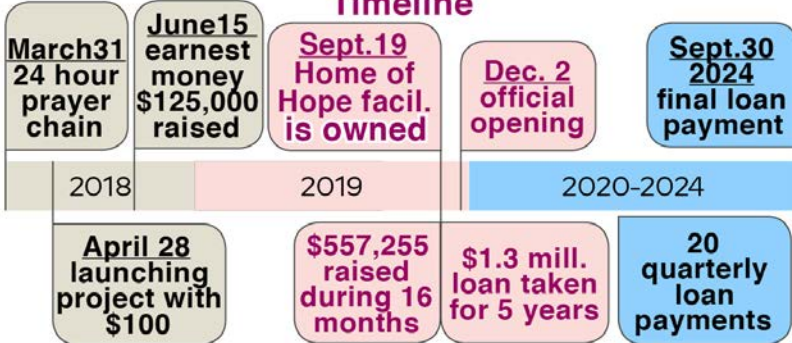 Timeline
March31
24 hour
prayer
chain
June15
earnest
money
$125,000
raised
Sept.19
Home of
Hope facil.
is owned
Dec. 2
official
opening
Sept.30
2024
final loan
payment
2018
2019
2020-2024
April 28
launching
project with
$100
$557,255
raised
during 16
months
$1.3 mill.
loan taken
for 5 years
20
quarterly
loan
payments